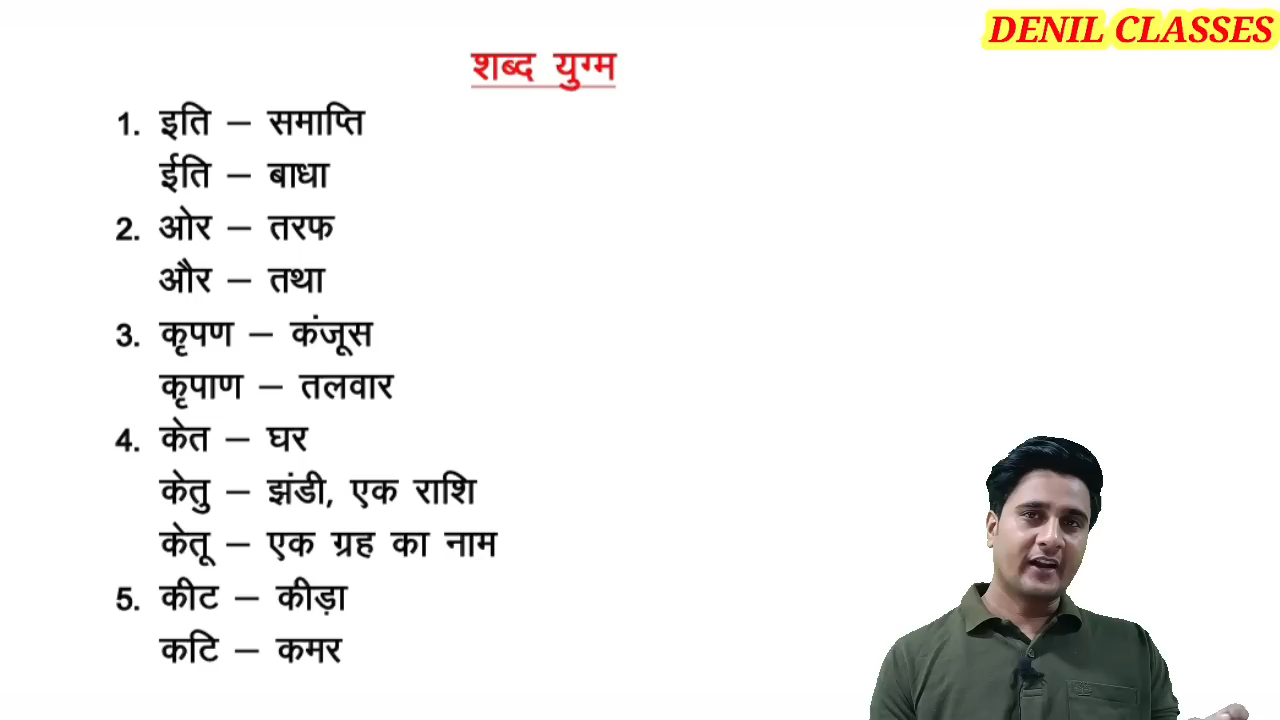 DENIL CLASSES
शब्द युग्म
1. इति – समाप्ति
ईति – बाधा
2. ओर – तरफ
और – तथा
3. कृपण – कंजूस
कृपाण – तलवार
4. केत – घर
केतु – झंडी, एक राशि
केतू – एक ग्रह का नाम
5. कीट – कीड़ा
कटि – कमर